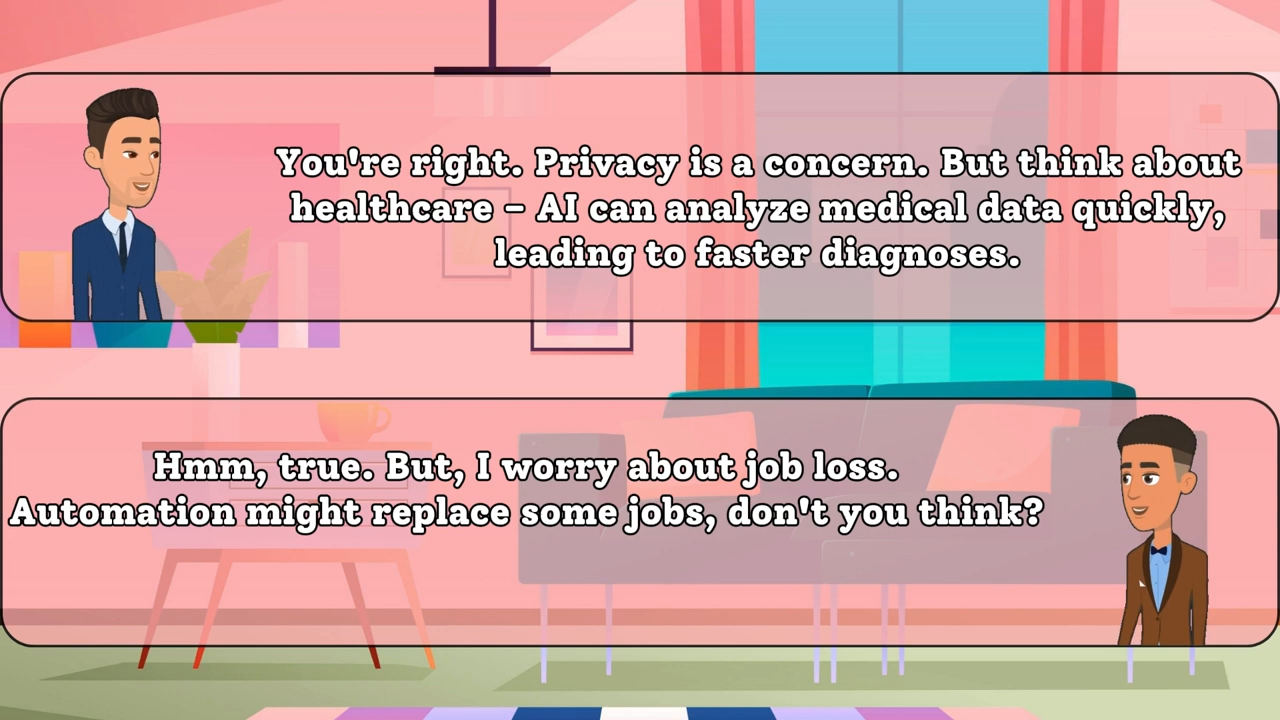 You're right. Privacy is a concern. But think about
healthcare – AI can analyze medical data quickly,
leading to faster diagnoses.
Hmm, true. But, I worry about job loss.
Automation might replace some jobs, don't you think?